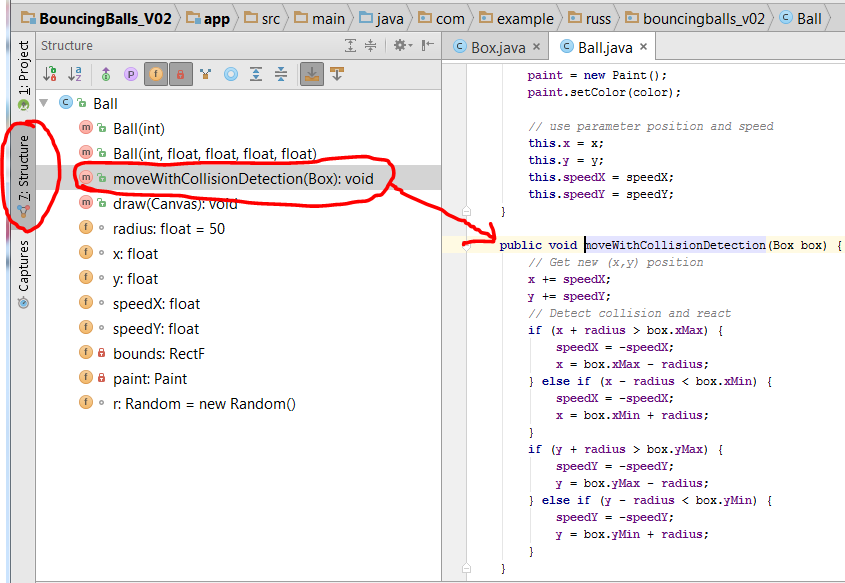 BouncingBalls_V02 app src main java com example russ bouncingballs_v02 Ball
Structure
Box.java Ball.java
1: Project
7: Structure
Captures
Ball
Ball(int)
Ball(int, float, float, float, float)
moveWithCollisionDetection(Box): void
draw(Canvas): void
radius: float = 50
x: float
y: float
speedX: float
speedY: float
bounds: RectF
paint: Paint
r: Random = new Random()
paint = new Paint();
paint.setColor(color);
// use parameter position and speed
this.x = x;
this.y = y;
this.speedX = speedX;
this.speedY = speedY;
}
public void moveWithCollisionDetection(Box box) {
// Get new (x,y) position
x += speedX;
y += speedY;
// Detect collision and react
if (x + radius > box.xMax) {
speedX = -speedX;
x = box.xMax - radius;
} else if (x - radius < box.xMin) {
speedX = -speedX;
x = box.xMin + radius;
}
if (y + radius > box.yMax) {
speedY = -speedY;
y = box.yMax - radius;
} else if (y - radius < box.yMin) {
speedY = -speedY;
y = box.yMin + radius;
}
}